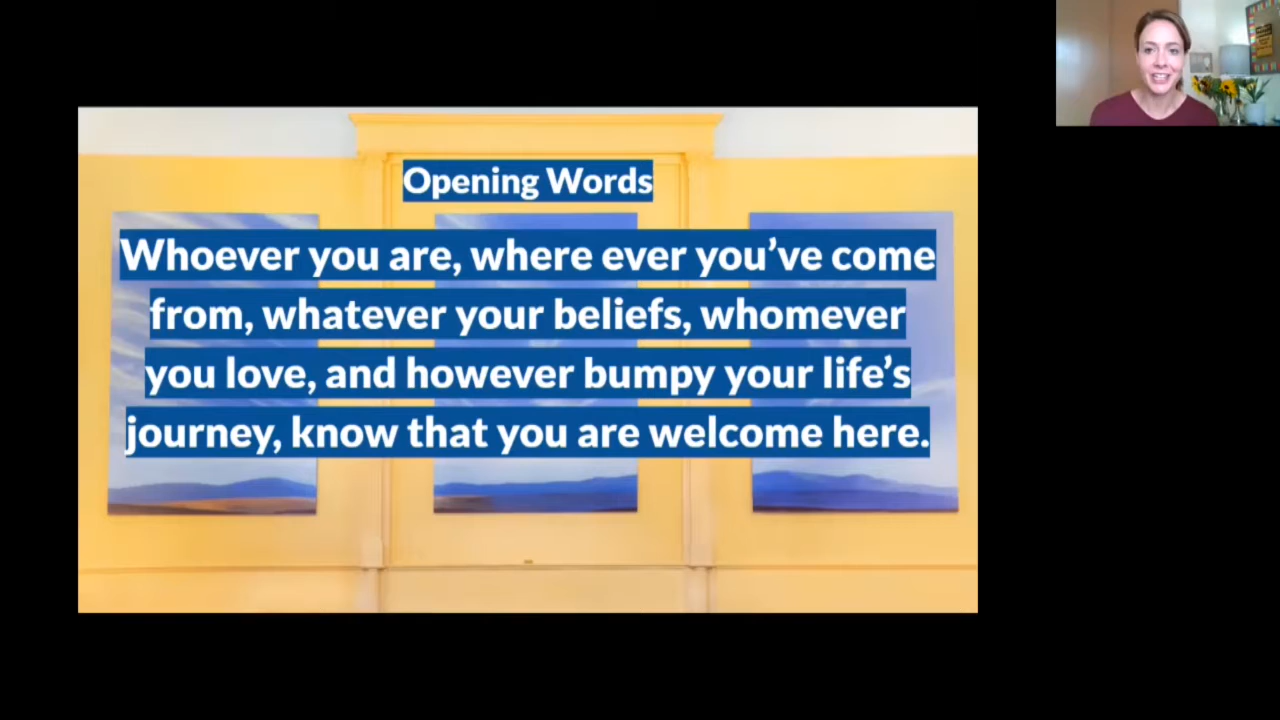 Opening Words
Whoever you are, where ever you’ve come
from, whatever your beliefs, whomever
you love, and however bumpy your life’s
journey, know that you are welcome here.